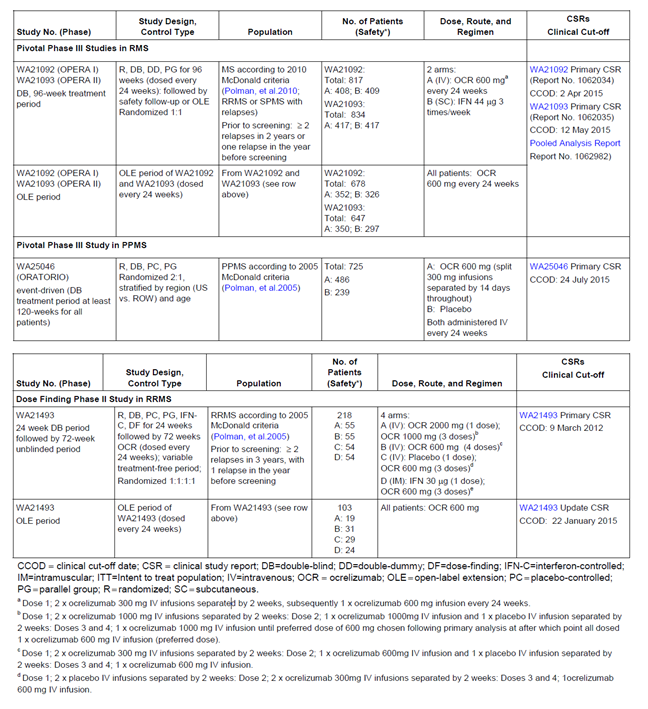 Study No. (Phase)
Study Design,
Control Type
Population
No. of Patients
(Safety*)
Dose, Route, and
Regimen
CSRs
Clinical Cut-off
Pivotal Phase III Studies in RMS
WA21092 (OPERA I)
WA21093 (OPERA II)
DB, 96-week treatment
period
R, DB, DD, PG for 96
weeks (dosed every
24 weeks): followed by
safety follow-up or OLE
Randomized 1:1
MS according to 2010
McDonald criteria
(Polman, et al.2010;
RRMS or SPMS with
relapses)
Prior to screening: ≥ 2
relapses in 2 years or
one relapse in the year
before screening
WA21092:
Total: 817
A: 408; B: 409
WA21093:
Total: 834
A: 417; B: 417
2 arms:
A (IV): OCR 600 mgᵃ
every 24 weeks
B (SC): IFN 44 µg 3
times/week
WA21092 Primary CSR
(Report No. 1062034)
CCOD: 2 Apr 2015
WA21093 Primary CSR
(Report No. 1062035)
CCOD: 12 May 2015
Pooled Analysis Report
Report No. 1062982)
WA21092 (OPERA I)
WA21093 (OPERA II)
OLE period
OLE period of WA21092
and WA21093 (dosed
every 24 weeks)
From WA21092 and
WA21093 (see row
above)
WA21092:
Total: 678
A: 352; B: 326
WA21093:
Total: 647
A: 350; B: 297
All patients: OCR
600 mg every 24 weeks
Pivotal Phase III Study in PPMS
WA25046
(ORATORIO)
event-driven (DB
treatment period at least
120-weeks for all
patients)
R, DB, PC, PG
Randomized 2:1,
stratified by region (US
vs. ROW) and age
PPMS according to 2005
McDonald criteria
(Polman, et al.2005)
Total: 725
A: 486
B: 239
A: OCR 600 mg (split
300 mg infusions
separated by 14 days
throughout)
B: Placebo
Both administered IV
every 24 weeks
WA25046 Primary CSR
CCOD: 24 July 2015
Study No. (Phase)
Study Design,
Control Type
Population
No. of
Patients
(Safety*)
Dose, Route, and Regimen
CSRs
Clinical Cut-off
Dose Finding Phase II Study in RRMS
WA21493
24 week DB period
followed by 72-week
unblinded period
R, DB, PC, PG, IFN-
C, DF for 24 weeks
followed by 72 weeks
OCR (dosed every
24 weeks); variable
treatment-free period;
Randomized 1:1:1:1
RRMS according to 2005
McDonald criteria
(Polman, et al.2005)
Prior to screening: ≥ 2
relapses in 3 years, with
1 relapse in the year
before screening
218
A: 55
B: 55
C: 54
D: 54
4 arms:
A (IV): OCR 2000 mg (1 dose);
OCR 1000 mg (3 doses)ᵇ
B (IV): OCR 600 mg (4 doses)ᶜ
C (IV): Placebo (1 dose);
OCR 600 mg (3 doses)ᵈ
D (IM): IFN 30 µg (1 dose);
OCR 600 mg (3 doses)ᵉ
WA21493 Primary CSR
CCOD: 9 March 2012
WA21493
OLE period
OLE period of
WA21493 (dosed
every 24 weeks)
From WA21493 (see row
above)
103
A: 19
B: 31
C: 29
D: 24
All patients: OCR 600 mg
WA21493 Update CSR
CCOD: 22 January 2015
CCOD = clinical cut-off date; CSR = clinical study report; DB=double-blind; DD=double-dummy; DF=dose-finding; IFN-C=interferon-controlled;
IM=intramuscular; ITT=Intent to treat population; IV=intravenous; OCR = ocrelizumab; OLE=open-label extension; PC=placebo-controlled;
PG=parallel group; R=randomized; SC=subcutaneous.
ᵃ Dose 1; 2 x ocrelizumab 300 mg IV infusions separated by 2 weeks, subsequently 1 x ocrelizumab 600 mg infusion every 24 weeks.
ᵇ Dose 1; 2 x ocrelizumab 1000 mg IV infusions separated by 2 weeks: Dose 2; 1 x ocrelizumab 1000mg IV infusion and 1 x placebo IV infusion separated by
2 weeks: Doses 3 and 4; 1 x ocrelizumab 1000 mg IV infusion until preferred dose of 600 mg chosen following primary analysis at after which point all dosed
1 x ocrelizumab 600 mg IV infusion (preferred dose).
ᶜ Dose 1; 2 x ocrelizumab 300 mg IV infusions separated by 2 weeks: Dose 2; 1 x ocrelizumab 600mg IV infusion and 1 x placebo IV infusion separated by
2 weeks: Doses 3 and 4; 1 x ocrelizumab 600 mg IV infusion.
ᵈ Dose 1; 2 x placebo IV infusions separated by 2 weeks: Dose 2; 2 x ocrelizumab 300mg IV infusions separated by 2 weeks: Doses 3 and 4; 1ocrelizumab
600 mg IV infusion.